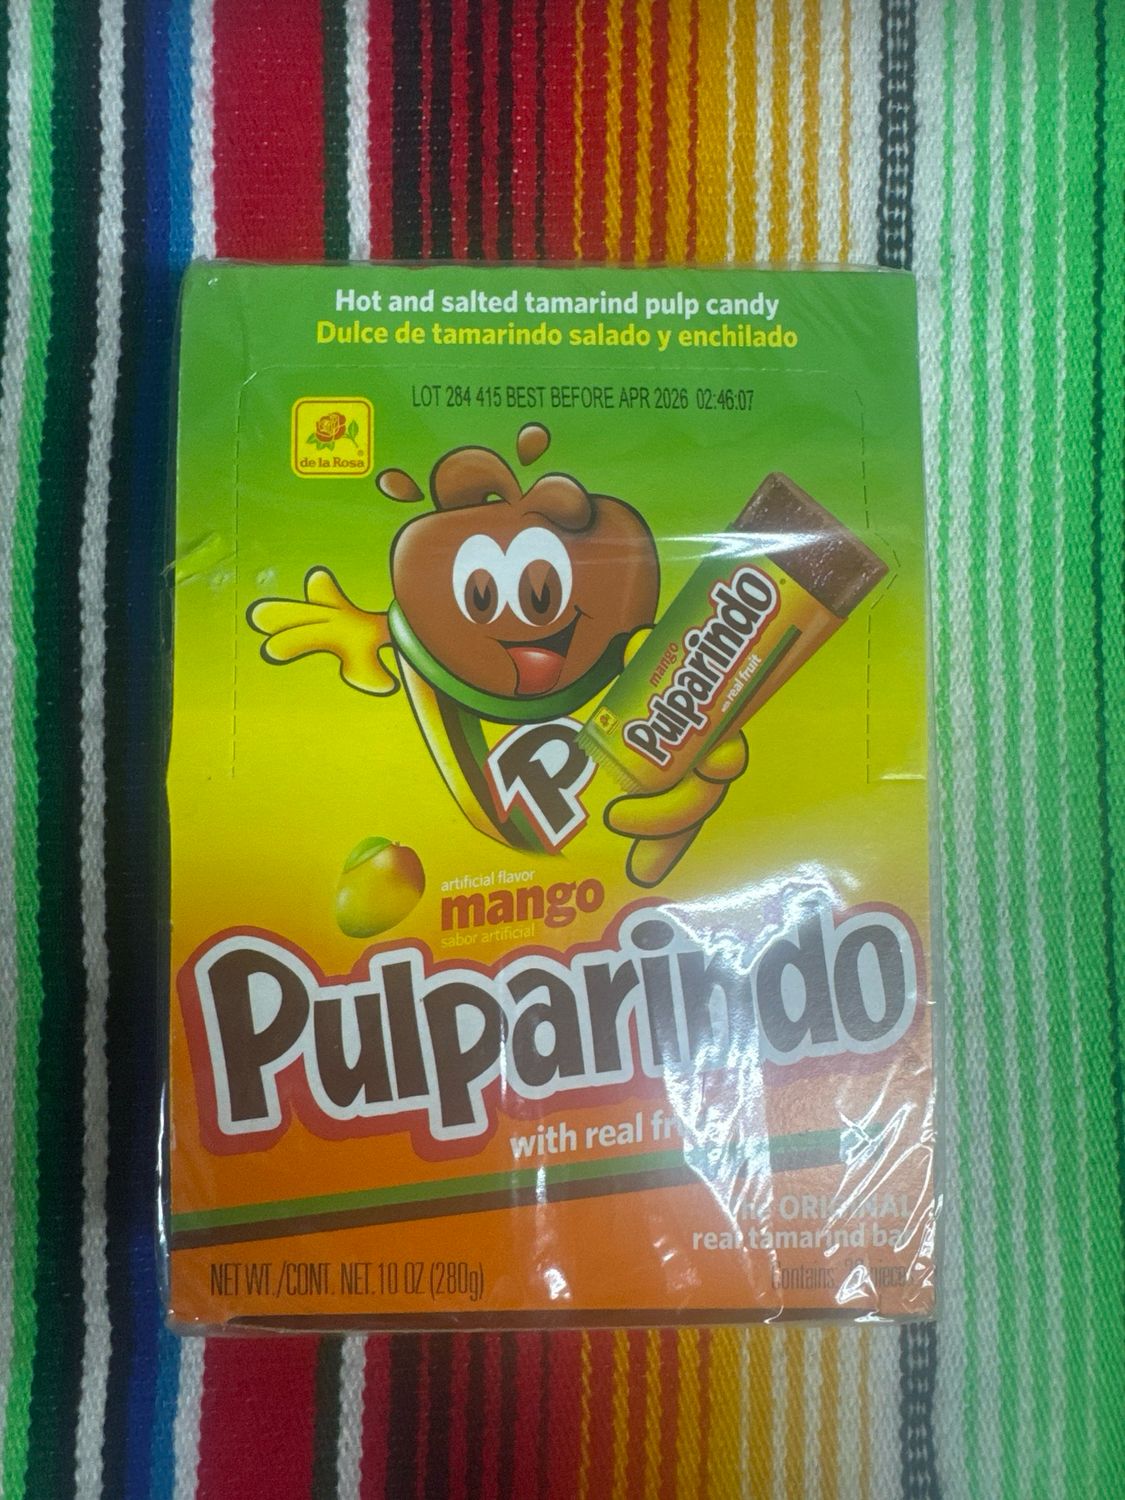 Hot and salted tamarind pulp candy
Dulce de tamarindo salado y enchilado
LOT 284 415 BEST BEFORE APR 2026 02:46:07
de la Rosa
mango
Pulparindo
with real fruit
P
artificial flavor
mango
sabor artificial
Pulparindo
with real
ORIGINAL
real tamarind
NET WT./CONT. NET. 10 OZ (280g)
Contains: pieces